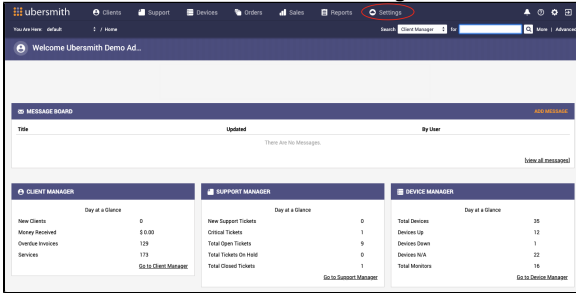 ubersmith Clients Support Devices Orders Sales Reports Settings
You Are Here: default / Home Search Client Manager for More | Advanced
Welcome Ubersmith Demo Ad...
MESSAGE BOARD ADD MESSAGE
Title Updated By User
There Are No Messages.
[view all messages]
CLIENT MANAGER
Day at a Glance
New Clients 0
Money Received $ 0.00
Overdue Invoices 129
Services 173
Go to Client Manager
SUPPORT MANAGER
Day at a Glance
New Support Tickets 0
Critical Tickets 1
Total Open Tickets 9
Total Tickets On Hold 0
Total Closed Tickets 1
Go to Support Manager
DEVICE MANAGER
Day at a Glance
Total Devices 35
Devices Up 12
Devices Down 1
Devices N/A 22
Total Monitors 16
Go to Device Manager